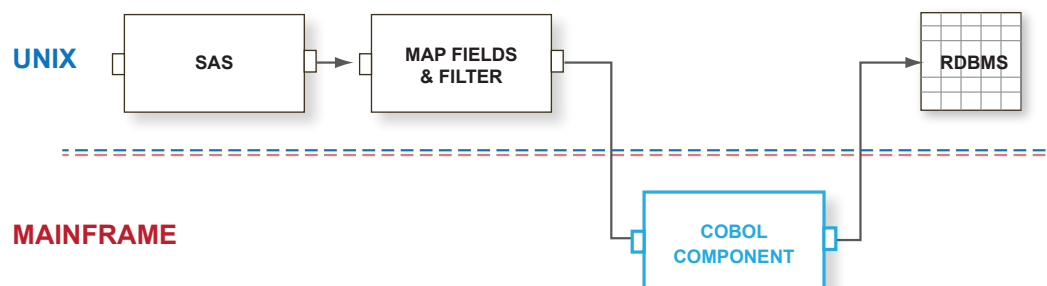 UNIX
SAS
MAP FIELDS
& FILTER
RDBMS
MAINFRAME
COBOL
COMPONENT